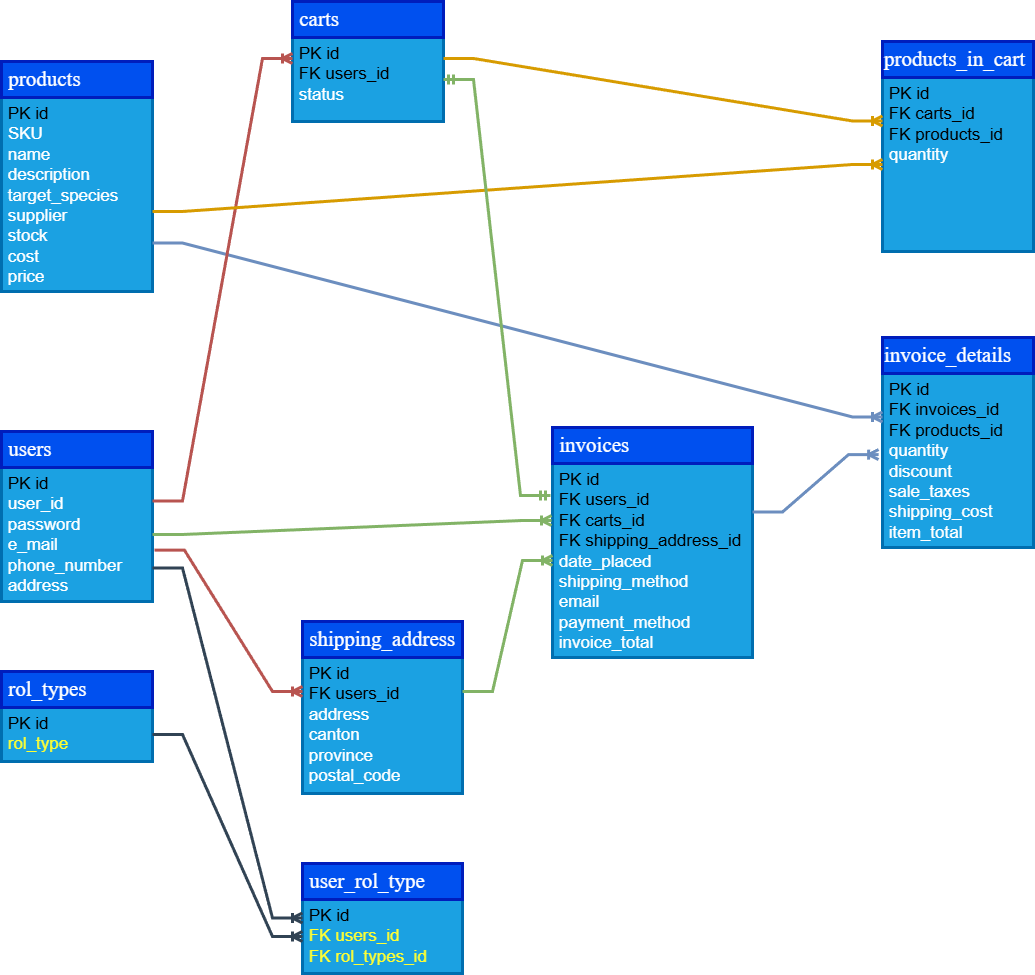 carts
PK id
FK users_id
status
products_in_cart
PK id
FK carts_id
FK products_id
quantity
products
PK id
SKU
name
description
target_species
supplier
stock
cost
price
invoice_details
PK id
FK invoices_id
FK products_id
quantity
discount
sale_taxes
shipping_cost
item_total
users
PK id
user_id
password
e_mail
phone_number
address
invoices
PK id
FK users_id
FK carts_id
FK shipping_address_id
date_placed
shipping_method
email
payment_method
invoice_total
shipping_address
PK id
FK users_id
address
canton
province
postal_code
rol_types
PK id
rol_type
user_rol_type
PK id
FK users_id
FK rol_types_id